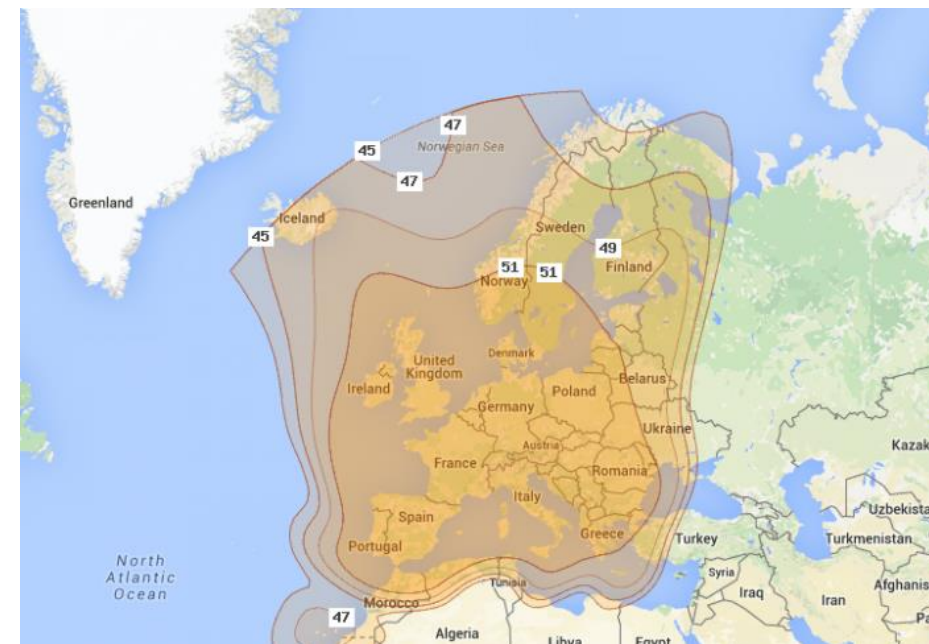 47
Norwegian Sea
45
47
Greenland
Iceland
45
Sweden
49
51
51
Finland
Norway
Denmark
United
Kingdom
Ireland
Poland
Belarus
Germany
Ukraine
Austria
Kazak
France
Romania
Italy
Uzbekista
Spain
Greece
Turkey
Turkmenistan
Portugal
North
Atlantic
Ocean
Syria
Tunisia
Iraq
Iran
Afghanis
Morocco
47
Algeria
Libya
Egypt
Pa